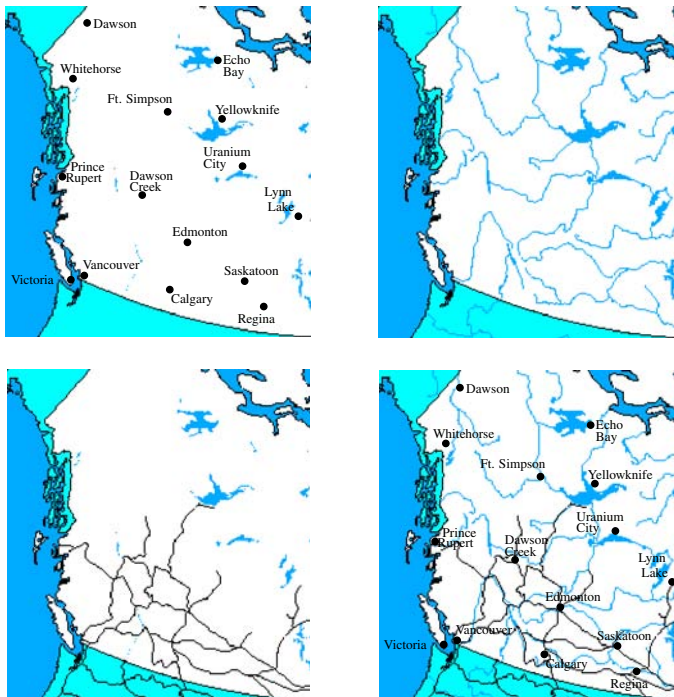 Dawson
Echo
Bay
Whitehorse
Ft. Simpson
Yellowknife
Uranium
City
Prince
Rupert
Dawson
Creek
Lynn
Lake
Edmonton
Vancouver
Victoria
Saskatoon
Calgary
Regina
Dawson
Echo
Bay
Whitehorse
Ft. Simpson
Yellowknife
Uranium
City
Prince
Rupert
Dawson
Creek
Lynn
Lake
Edmonton
Vancouver
Victoria
Saskatoon
Calgary
Regina